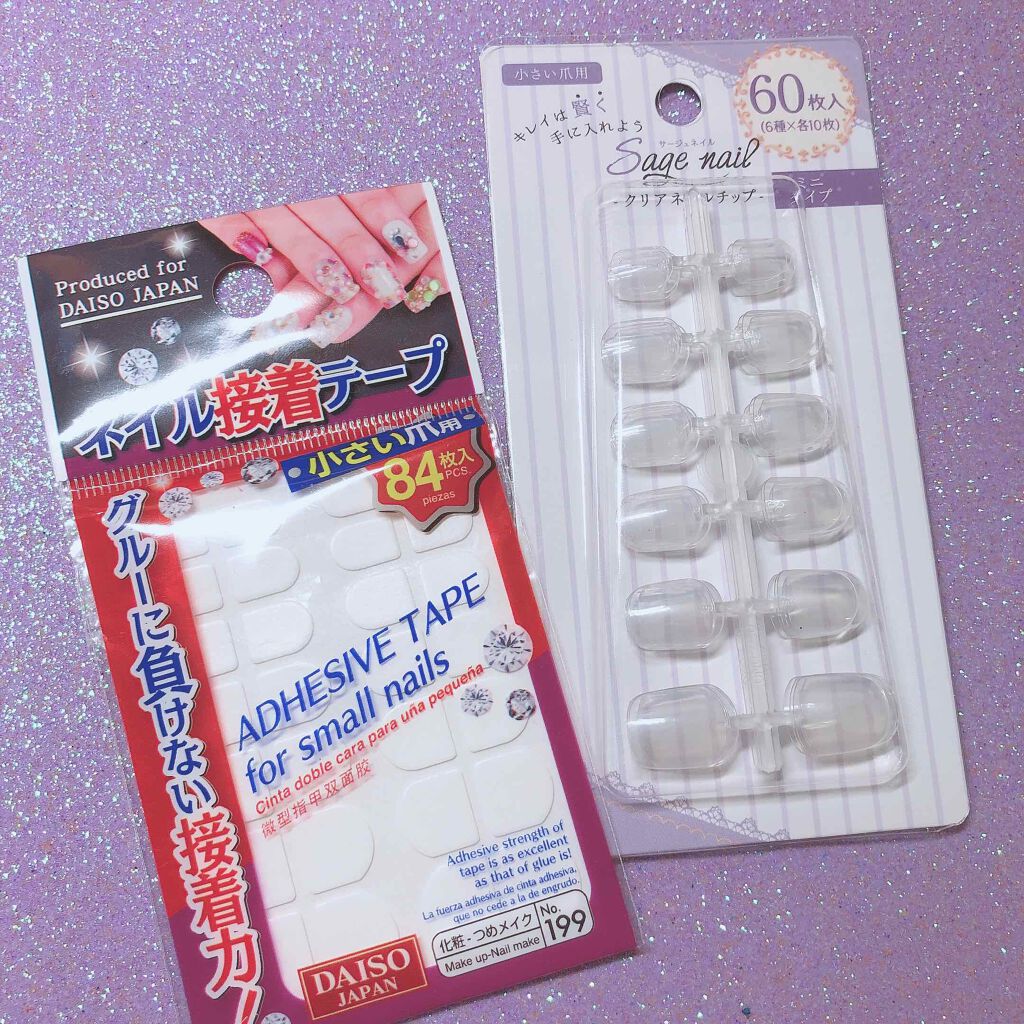 Produced for
DAISO JAPAN
ネイル接着テープ
小さい爪用
84枚入
PCS
piezas
グルーに負けない接着力!
ADHESIVE TAPE
for small nails
Cinta doble cara para uña pequeña
微型指甲双面胶
Adhesive strength of
tape is as excellent
as that of glue is!
La fuerza adhesiva de cinta adhesiva,
que no cede a la de engrudo.
化粧-つめメイク
Make up-Nail make
No.
199
DAISO
JAPAN
小さい爪用
キレイは賢く
手に入れよう
サージュネイル
Sage nail
-クリアネイルチップ-
ミニ
タイプ
60枚入
(6種×各10枚)